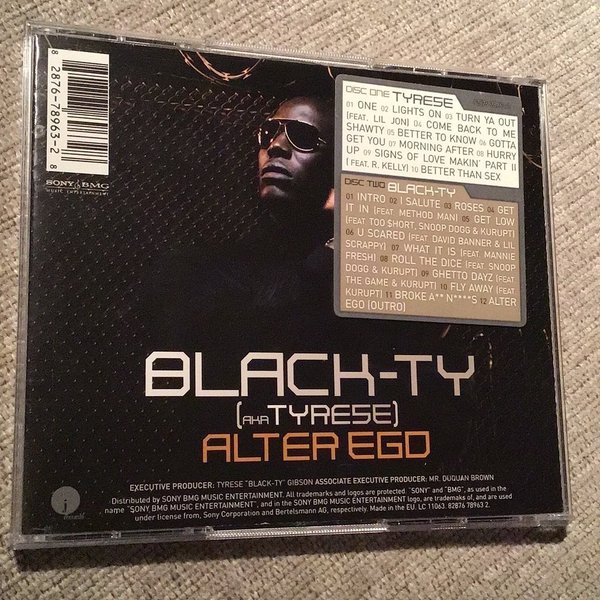 8 28767-78963-2 8
SONY BMG
MUSIC ENTERTAINMENT
DISC ONE TYRESE
01 ONE 02 LIGHTS ON 03 TURN YA OUT
(FEAT. LIL JON) 04 COME BACK TO ME
SHAWTY 05 BETTER TO KNOW 06 GOTTA
GET YOU 07 MORNING AFTER 08 HURRY
UP 09 SIGNS OF LOVE MAKIN' PART II
(FEAT. R. KELLY) 10 BETTER THAN SEX
DISC TWO BLACK-TY
01 INTRO 02 I SALUTE 03 ROSES 04 GET
IT IN (FEAT. METHOD MAN) 05 GET LOW
(FEAT TOO $HORT, SNOOP DOGG & KURUPT)
06 U SCARED (FEAT. DAVID BANNER & LIL
SCRAPPY) 07 WHAT IT IS (FEAT. MANNIE
FRESH) 08 ROLL THE DICE (FEAT. SNOOP
DOGG & KURUPT) 09 GHETTO DAYZ (FEAT.
THE GAME & KURUPT) 10 FLY AWAY (FEAT.
KURUPT) 11 BROKE A** N****S 12 ALTER
EGO (OUTRO)
BLACK-TY
(AKA TYRESE)
ALTER EGO
EXECUTIVE PRODUCER: TYRESE "BLACK-TY" GIBSON ASSOCIATE EXECUTIVE PRODUCER: MR. DUQUAN BROWN
Distributed by SONY BMG MUSIC ENTERTAINMENT. All trademarks and logos are protected. "SONY" and "BMG", as used in the
name "SONY BMG MUSIC ENTERTAINMENT", and in the SONY BMG MUSIC ENTERTAINMENT logo, are trademaks of, and are used
under license from, Sony Corporation and Bertelsmann AG, respectively. Made in the EU. LC 11063. 82876 78963 2.
j
records